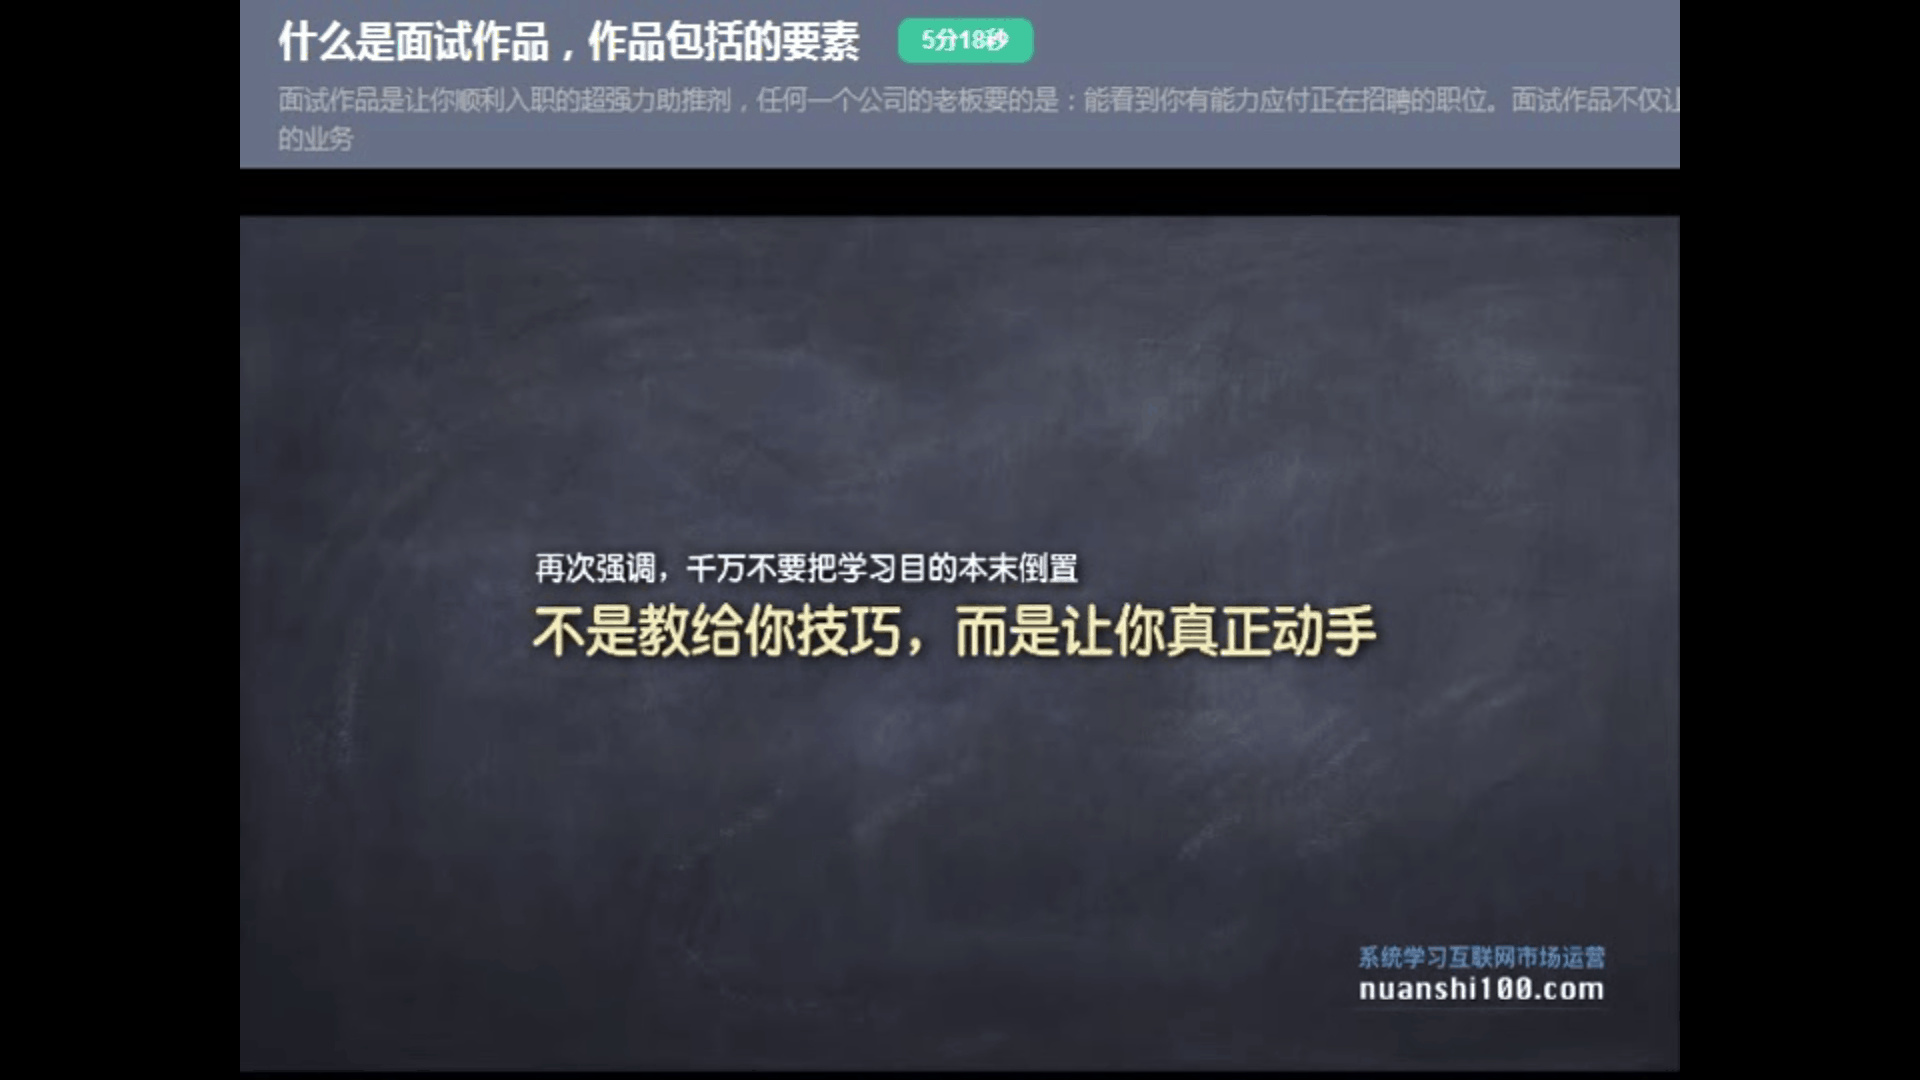 什么是面试作品，作品包括的要素
5分18秒
面试作品是让你顺利入职的超强力助推剂，任何一个公司的老板要的是：能看到你有能力应付正在招聘的职位。面试作品不仅让
的业务
再次强调，千万不要把学习目的本末倒置
不是教给你技巧，而是让你真正动手
系统学习互联网市场运营
nuanshi100.com